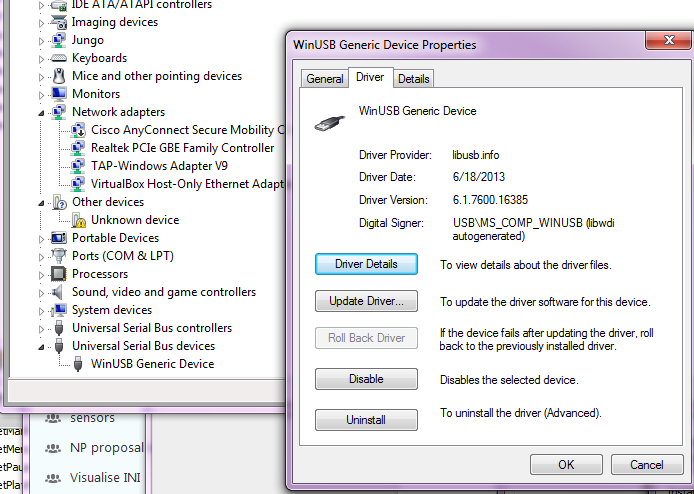 IDE ATA/ATAPI controllers
Imaging devices
Jungo
Keyboards
Mice and other pointing devices
Monitors
Network adapters
Cisco AnyConnect Secure Mobility C
Realtek PCIe GBE Family Controller
TAP-Windows Adapter V9
VirtualBox Host-Only Ethernet Adapt
Other devices
Unknown device
Portable Devices
Ports (COM & LPT)
Processors
Sound, video and game controllers
System devices
Universal Serial Bus controllers
Universal Serial Bus devices
WinUSB Generic Device
sensors
NP proposal
Visualise INI
etMa
etMe
etPau
etPla
WinUSB Generic Device Properties
General
Driver
Details
WinUSB Generic Device
Driver Provider: libusb.info
Driver Date: 6/18/2013
Driver Version: 6.1.7600.16385
Digital Signer: USB\MS_COMP_WINUSB (libwdi
autogenerated)
Driver Details
To view details about the driver files.
Update Driver...
To update the driver software for this device.
Roll Back Driver
If the device fails after updating the driver, roll
back to the previously installed driver.
Disable
Disables the selected device.
Uninstall
To uninstall the driver (Advanced).
OK
Cancel